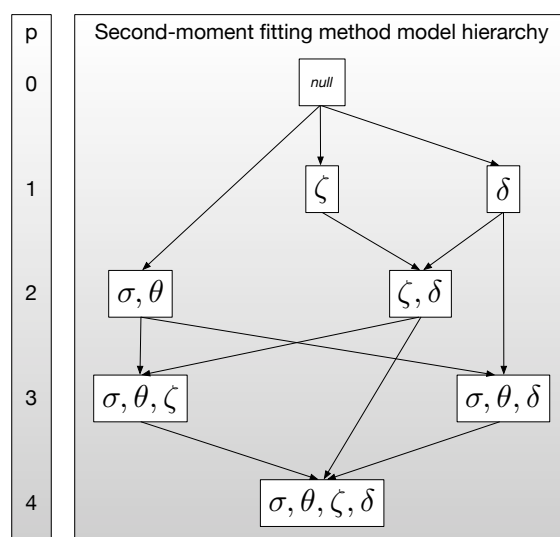 p Second-moment fitting method model hierarchy
0 null
1 ζ δ
2 σ, θ ζ, δ
3 σ, θ, ζ σ, θ, δ
4 σ, θ, ζ, δ